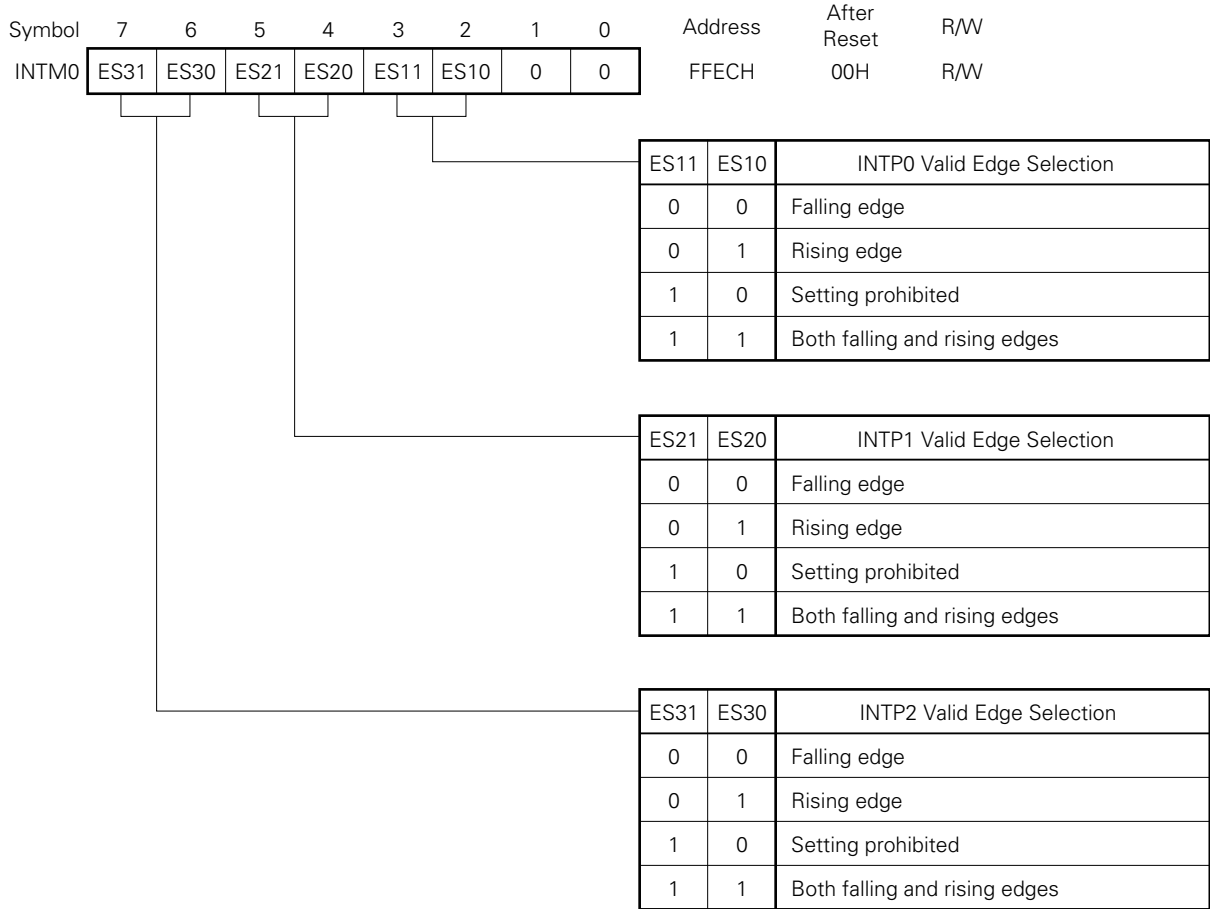 Symbol 7 6 5 4 3 2 1 0 Address After Reset R/W
INTM0 ES31 ES30 ES21 ES20 ES11 ES10 0 0 FFECH 00H R/W
ES11 ES10 INTP0 Valid Edge Selection
0 0 Falling edge
0 1 Rising edge
1 0 Setting prohibited
1 1 Both falling and rising edges
ES21 ES20 INTP1 Valid Edge Selection
0 0 Falling edge
0 1 Rising edge
1 0 Setting prohibited
1 1 Both falling and rising edges
ES31 ES30 INTP2 Valid Edge Selection
0 0 Falling edge
0 1 Rising edge
1 0 Setting prohibited
1 1 Both falling and rising edges